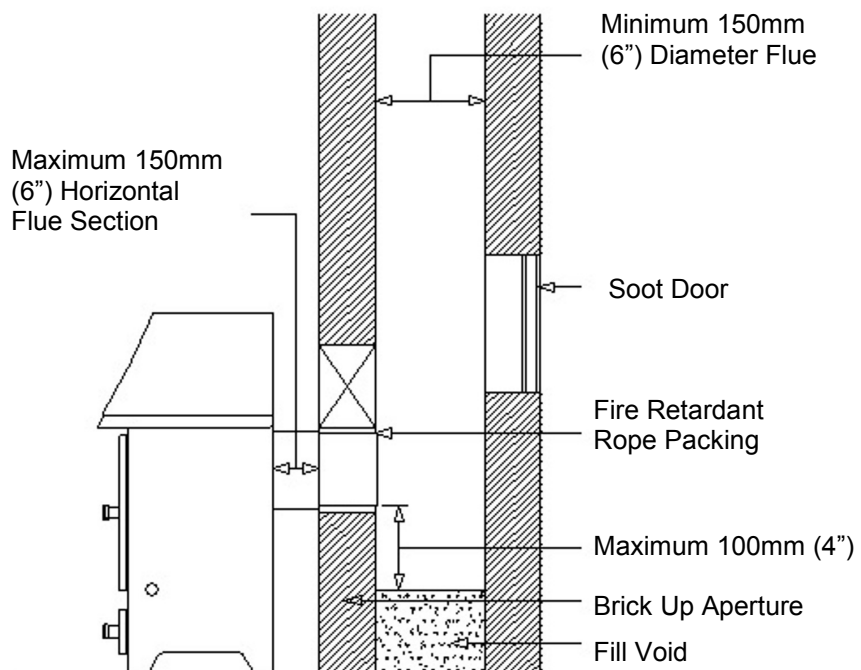 Minimum 150mm
(6”) Diameter Flue
Maximum 150mm
(6”) Horizontal
Flue Section
Soot Door
Fire Retardant
Rope Packing
Maximum 100mm (4”)
Brick Up Aperture
Fill Void